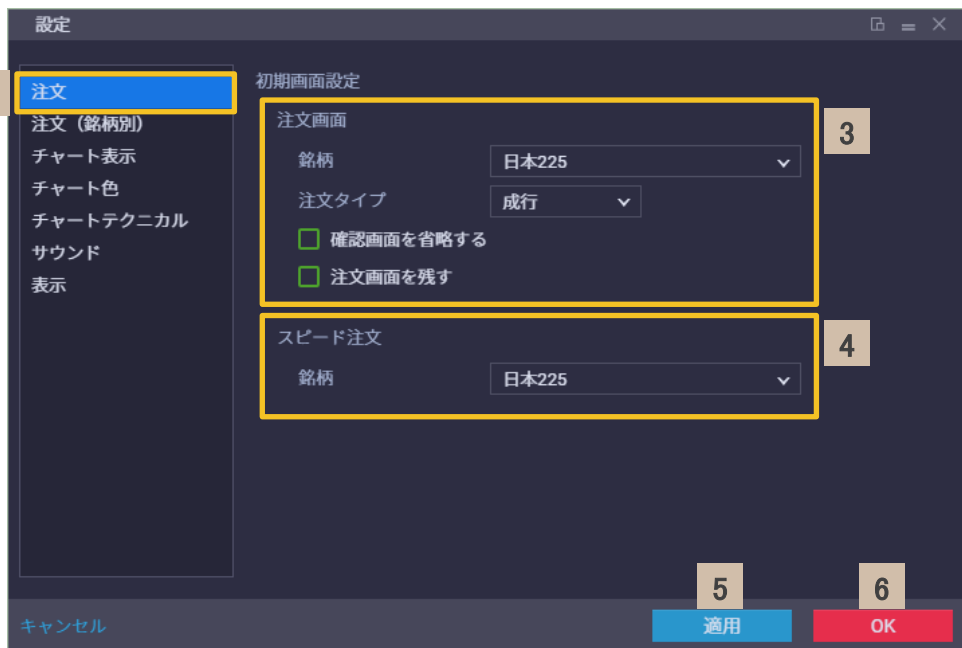 設定
注文
注文（銘柄別）
チャート表示
チャート色
チャートテクニカル
サウンド
表示
初期画面設定
注文画面
3
銘柄
日本225
注文タイプ
成行
確認画面を省略する
注文画面を残す
スピード注文
4
銘柄
日本225
5
6
キャンセル
適用
OK